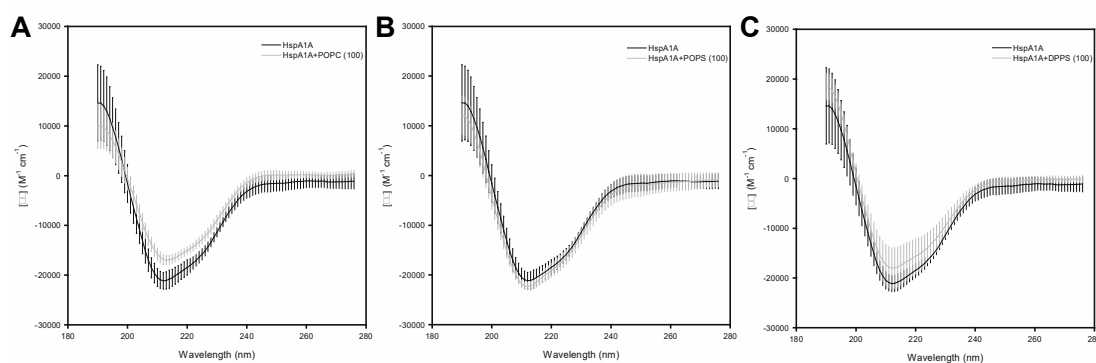 A
HspA1A
HspA1A+POPC (100)
30000
20000
10000
0
-10000
-20000
-30000
[□□] (M⁻¹ cm⁻¹)
180
200
220
240
260
280
Wavelength (nm)
B
HspA1A
HspA1A+POPS (100)
30000
20000
10000
0
-10000
-20000
-30000
[□□] (M⁻¹ cm⁻¹)
180
200
220
240
260
280
Wavelength (nm)
C
HspA1A
HspA1A+DPPS (100)
30000
20000
10000
0
-10000
-20000
-30000
[□□] (M⁻¹ cm⁻¹)
180
200
220
240
260
280
Wavelength (nm)